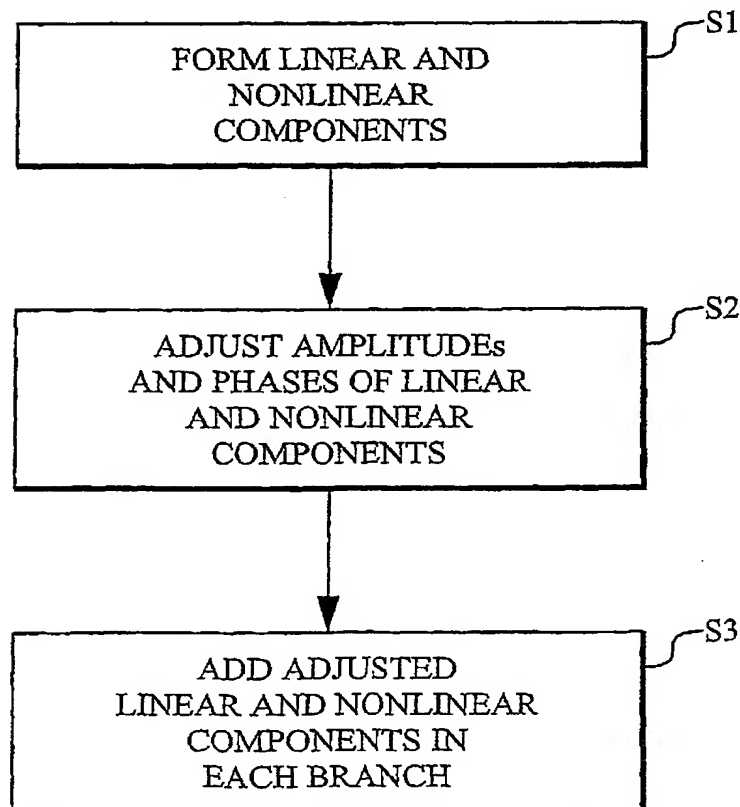 S1
FORM LINEAR AND
NONLINEAR
COMPONENTS
S2
ADJUST AMPLITUDEs
AND PHASES OF LINEAR
AND NONLINEAR
COMPONENTS
S3
ADD ADJUSTED
LINEAR AND NONLINEAR
COMPONENTS IN
EACH BRANCH